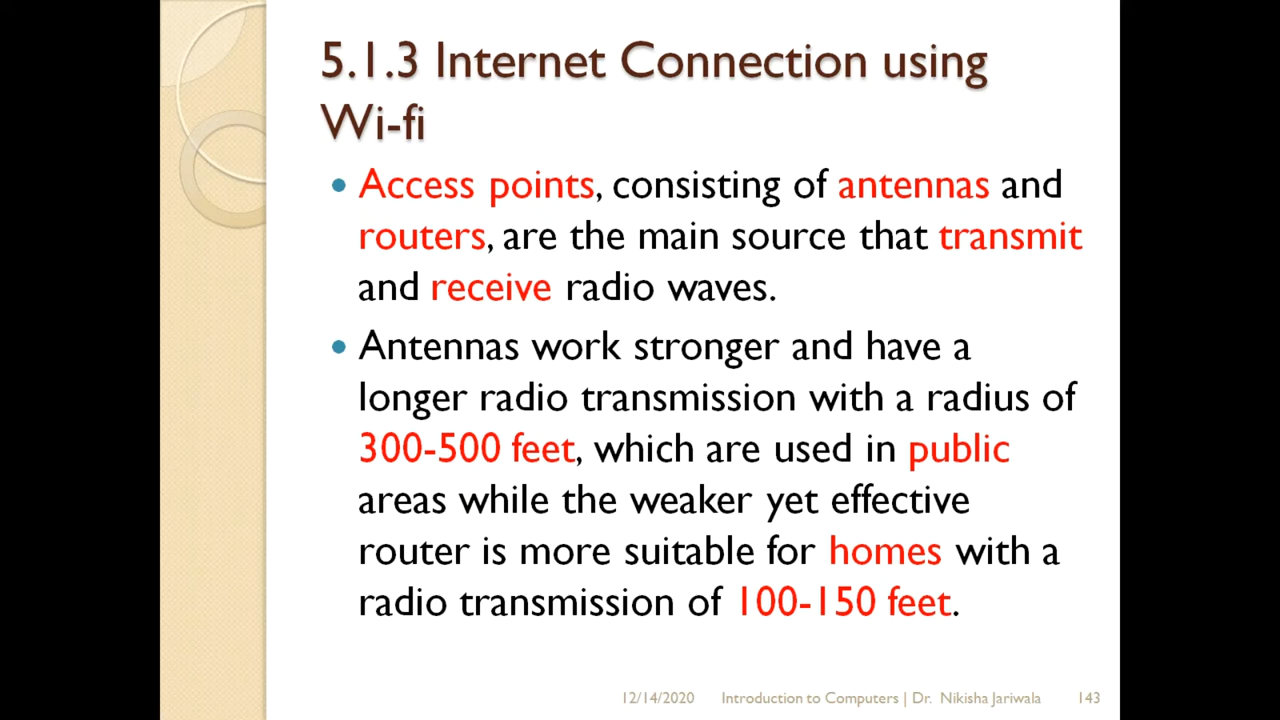 5.1.3 Internet Connection using
Wi-fi
• Access points, consisting of antennas and
routers, are the main source that transmit
and receive radio waves.
• Antennas work stronger and have a
longer radio transmission with a radius of
300-500 feet, which are used in public
areas while the weaker yet effective
router is more suitable for homes with a
radio transmission of 100-150 feet.
12/14/2020 Introduction to Computers | Dr. Nikisha Jariwala 143